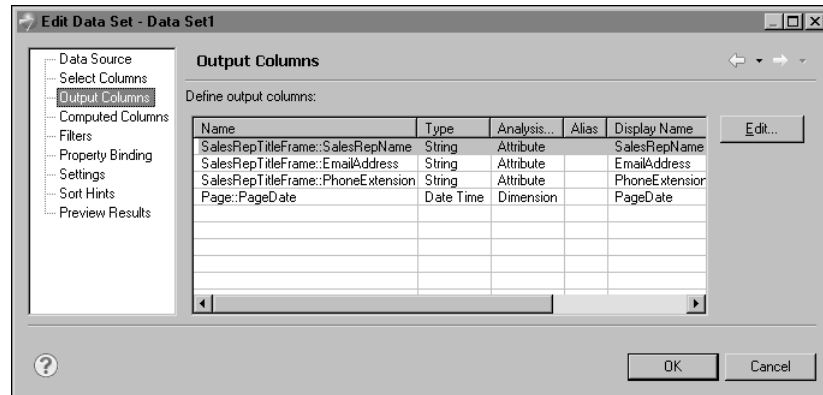 Edit Data Set - Data Set1
Data Source
Select Columns
Output Columns
Computed Columns
Filters
Property Binding
Settings
Sort Hints
Preview Results
Output Columns
Define output columns:
Name Type Analysis... Alias Display Name
SalesRepTitleFrame::SalesRepName String Attribute SalesRepName
SalesRepTitleFrame::EmailAddress String Attribute EmailAddress
SalesRepTitleFrame::PhoneExtension String Attribute PhoneExtension
Page::PageDate Date Time Dimension PageDate
Edit...
?
OK Cancel